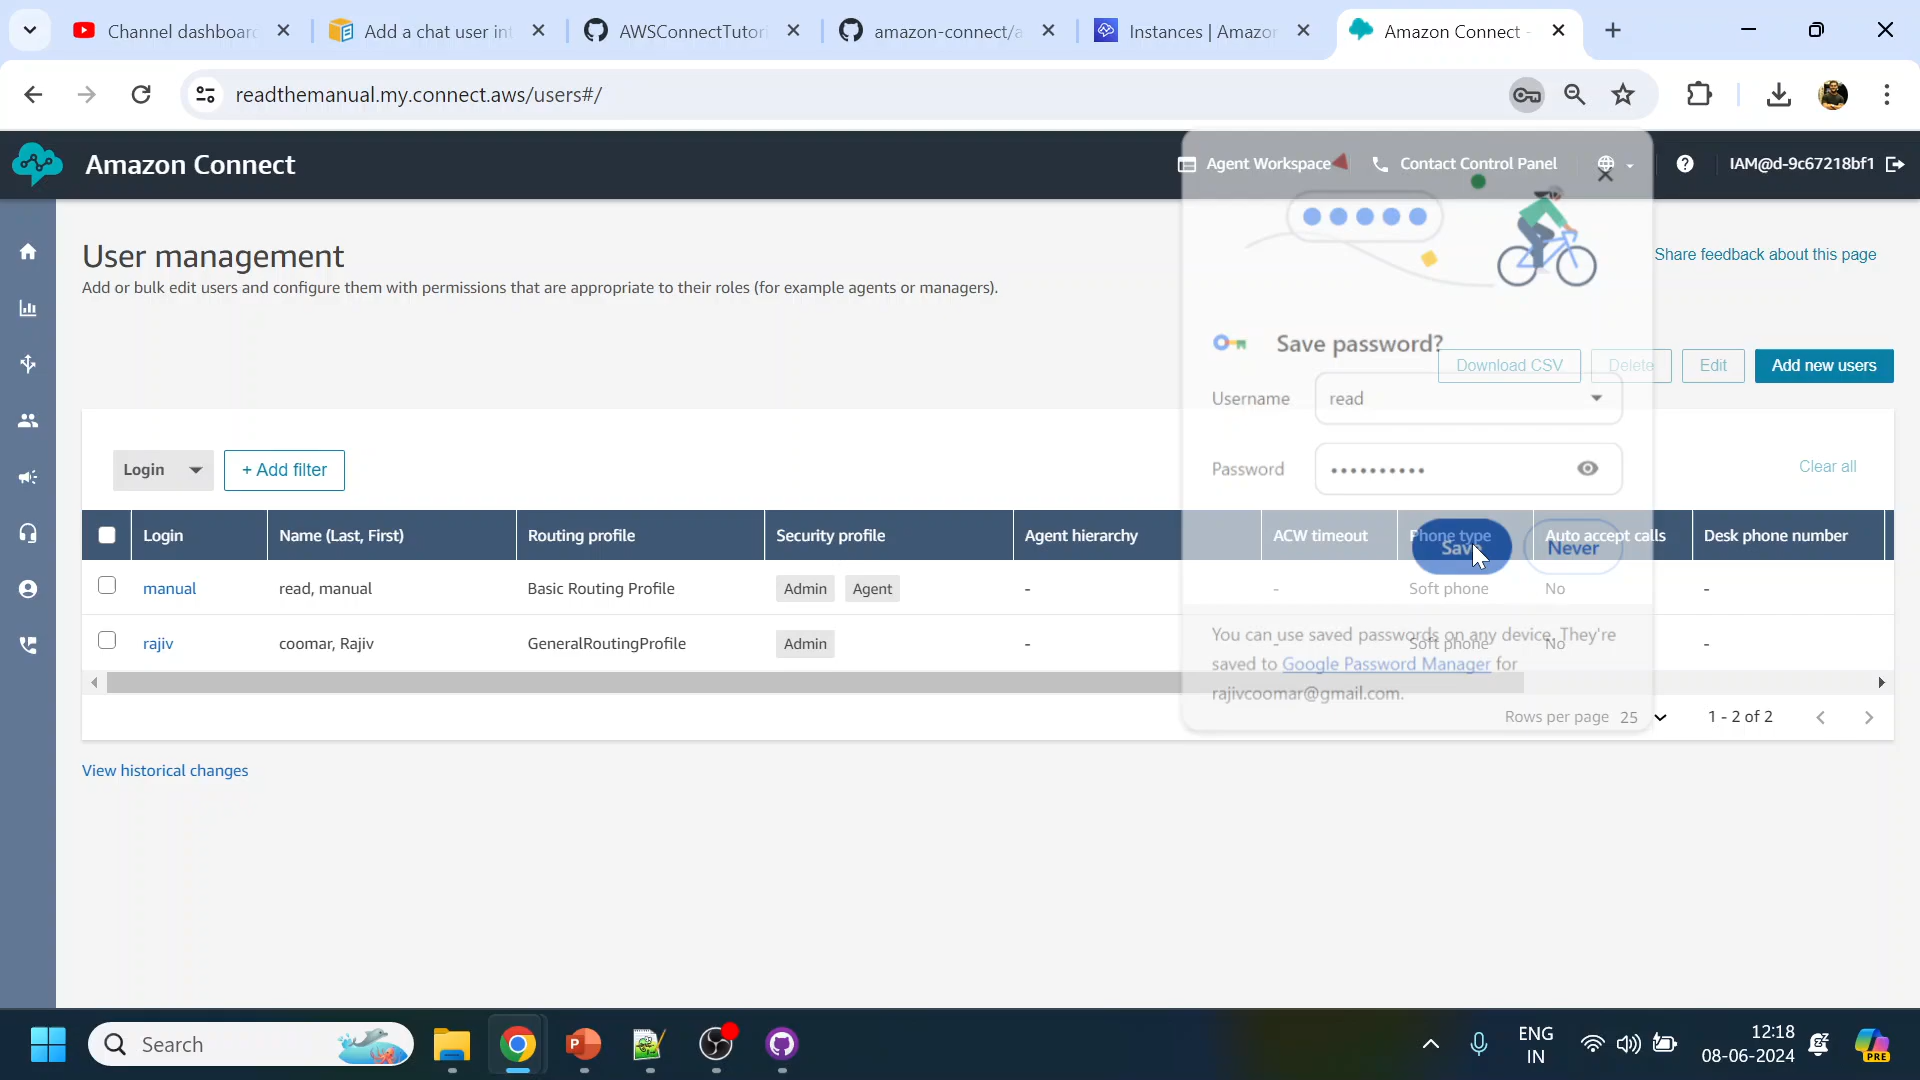 Channel dashboard
Add a chat user int
AWSConnectTutori
amazon-connect/a
Instances | Amazon
Amazon Connect -
readthemanual.my.connect.aws/users#/
Amazon Connect
Agent Workspace
Contact Control Panel
IAM@d-9c67218bf1
User management
Share feedback about this page
Add or bulk edit users and configure them with permissions that are appropriate to their roles (for example agents or managers).
Save password?
Download CSV
Delete
Edit
Add new users
Username
read
Login
+ Add filter
Password
Clear all
Login
Name (Last, First)
Routing profile
Security profile
Agent hierarchy
ACW timeout
Phone type
Auto accept calls
Desk phone number
Save
Never
manual
read, manual
Basic Routing Profile
Admin
Agent
-
-
Soft phone
No
-
rajiv
coomar, Rajiv
GeneralRoutingProfile
Admin
-
-
Soft phone
No
-
You can use saved passwords on any device. They're
saved to Google Password Manager for
rajivcoomar@gmail.com.
Rows per page 25
1 - 2 of 2
View historical changes
Search
ENG
IN
12:18
08-06-2024
PRE